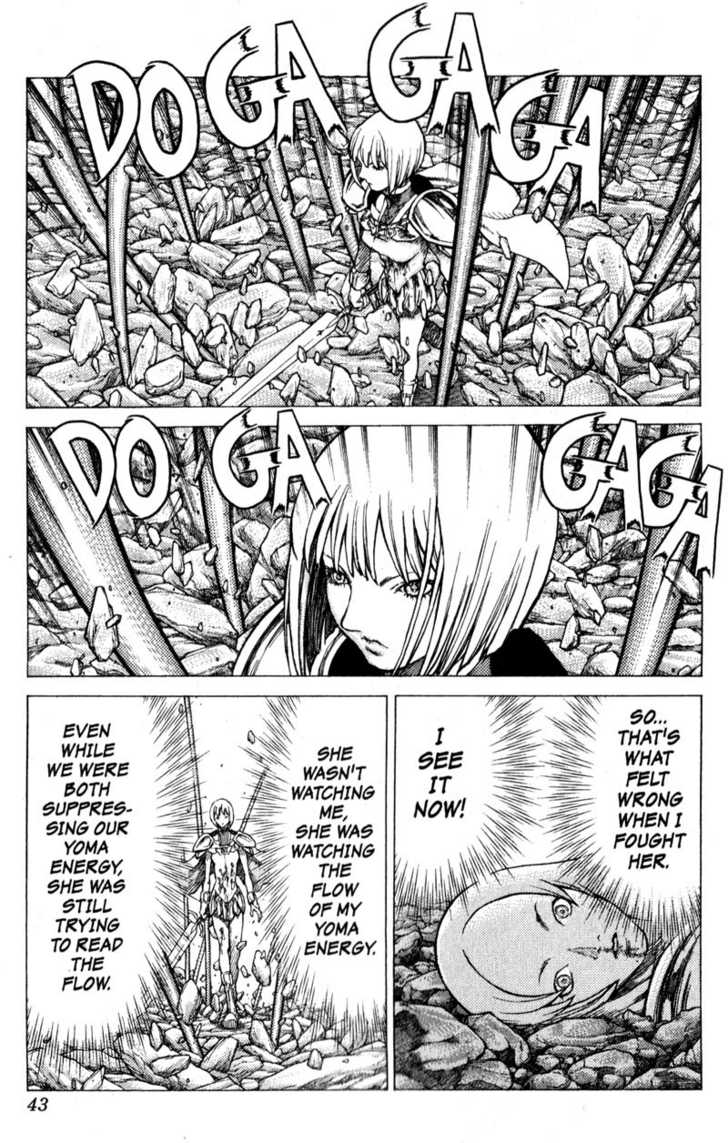 DO GA GA GA
DO GA GAGA
SO...
THAT'S
WHAT
FELT
WRONG
WHEN I
FOUGHT
HER.
I
SEE
IT
NOW!
SHE
WASN'T
WATCHING
ME,
SHE WAS
WATCHING
THE
FLOW
OF MY
YOMA
ENERGY.
EVEN
WHILE
WE WERE
BOTH
SUPPRES-
SING OUR
YOMA
ENERGY,
SHE WAS
STILL
TRYING
TO READ
THE
FLOW.
43